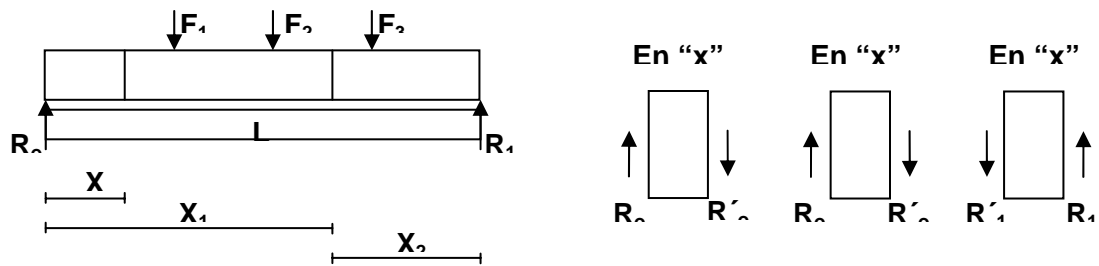 F₁ F₂ F₃
En “x” En “x” En “x”
L
R₀ R₁
X
X₁
X₂
R₀ R´₀ R₀ R´₀ R´₁ R₁